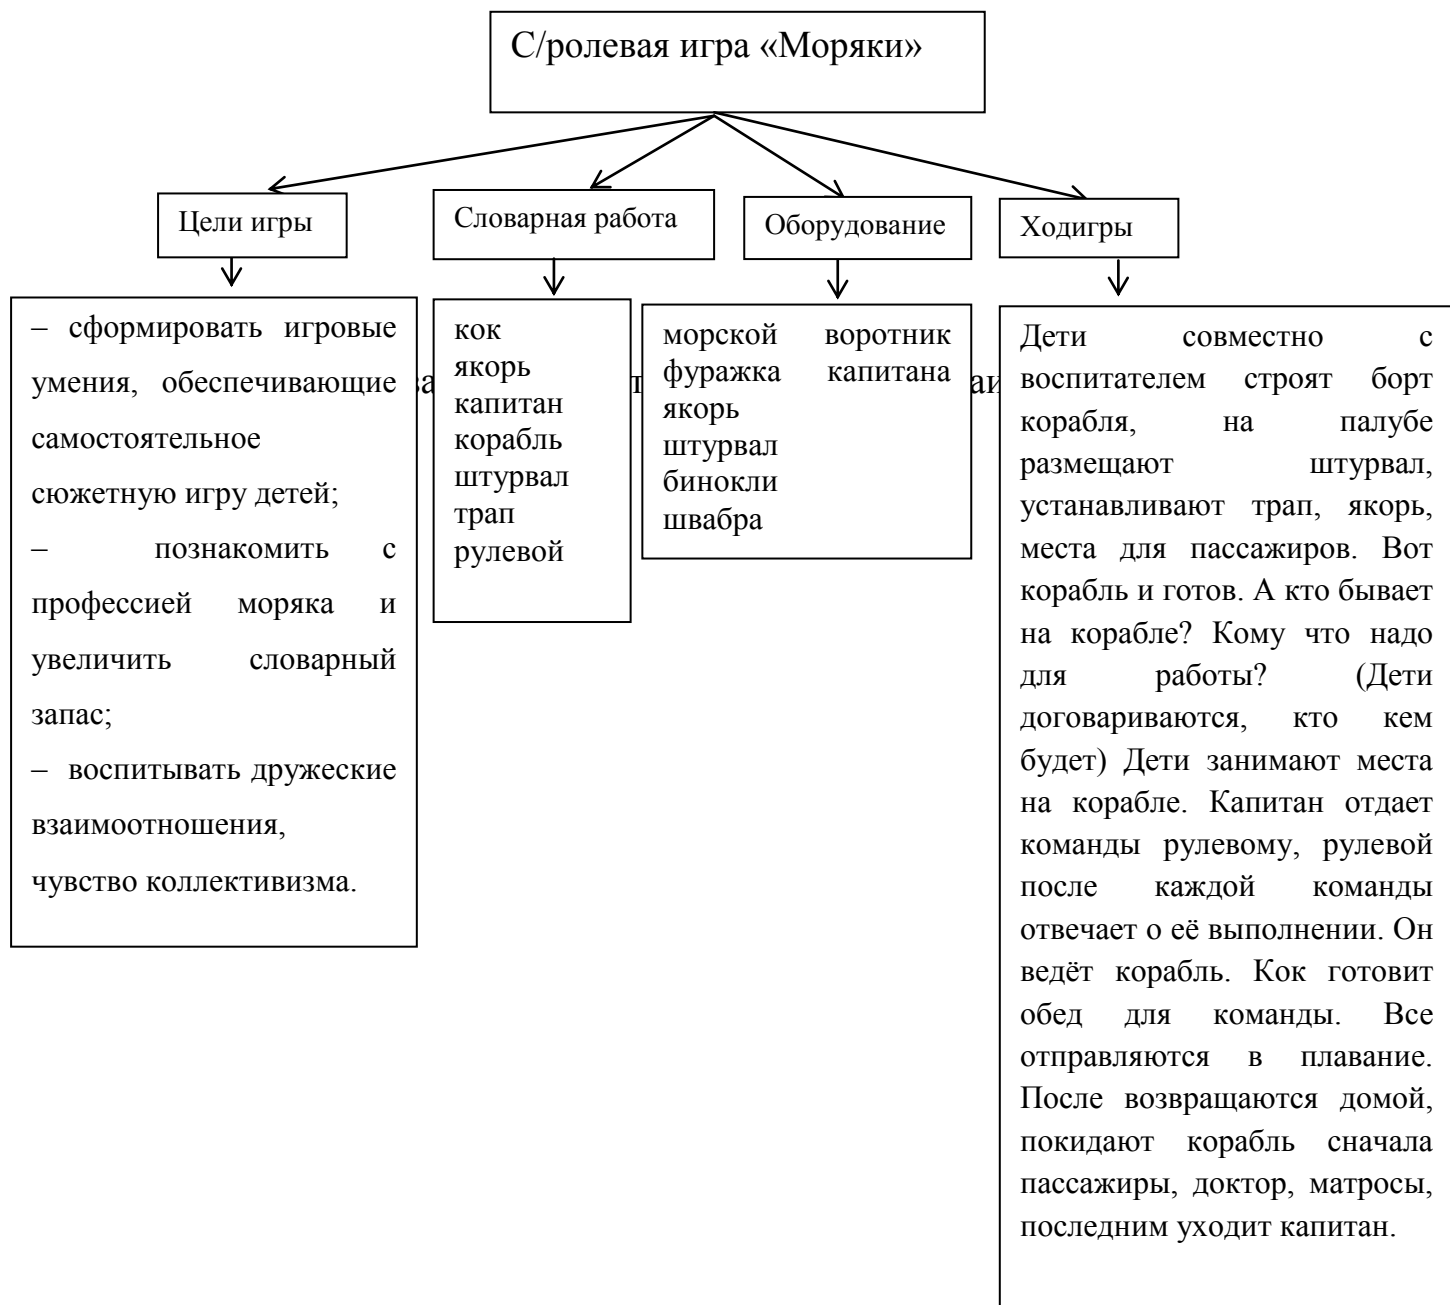 С/ролевая игра «Моряки»
Цели игры
Словарная работа
Оборудование
Ходигры
– сформировать игровые
умения, обеспечивающие
самостоятельное
сюжетную игру детей;
– познакомить с
профессией моряка и
увеличить словарный
запас;
– воспитывать дружеские
взаимоотношения,
чувство коллективизма.
кок
якорь
капитан
корабль
штурвал
трап
рулевой
морской воротник
фуражка капитана
якорь
штурвал
бинокли
швабра
Дети совместно с
воспитателем строят борт
корабля, на палубе
размещают штурвал,
устанавливают трап, якорь,
места для пассажиров. Вот
корабль и готов. А кто бывает
на корабле? Кому что надо
для работы? (Дети
договариваются, кто кем
будет) Дети занимают места
на корабле. Капитан отдает
команды рулевому, рулевой
после каждой команды
отвечает о её выполнении. Он
ведёт корабль. Кок готовит
обед для команды. Все
отправляются в плавание.
После возвращаются домой,
покидают корабль сначала
пассажиры, доктор, матросы,
последним уходит капитан.